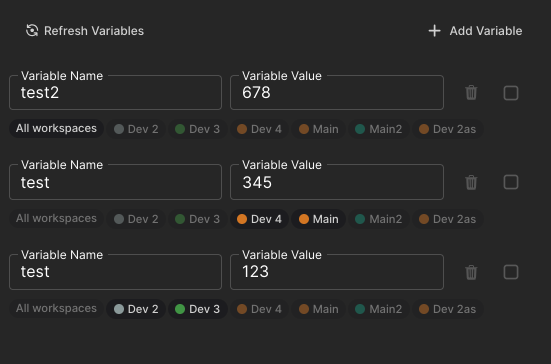 Refresh Variables + Add Variable
Variable Name Variable Value
test2 678
All workspaces Dev 2 Dev 3 Dev 4 Main Main2 Dev 2as
Variable Name Variable Value
test 345
All workspaces Dev 2 Dev 3 Dev 4 Main Main2 Dev 2as
Variable Name Variable Value
test 123
All workspaces Dev 2 Dev 3 Dev 4 Main Main2 Dev 2as